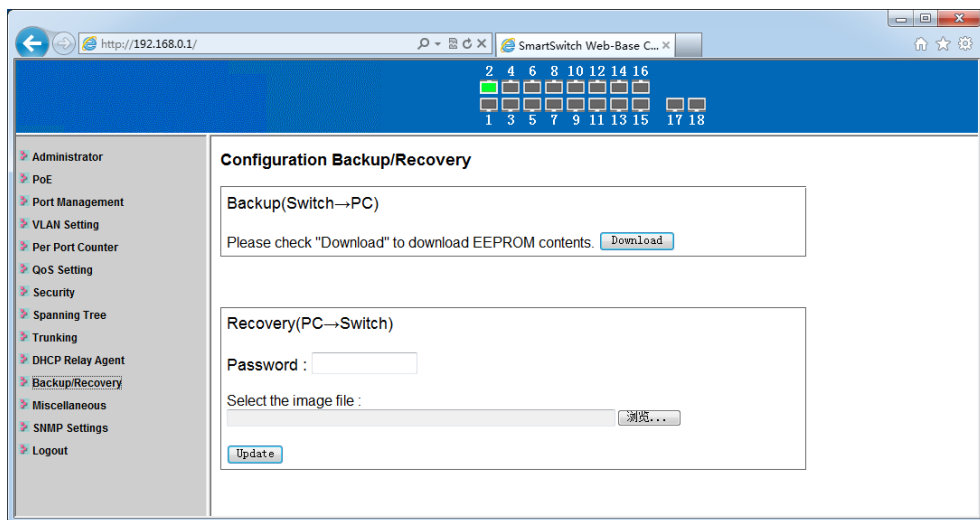 http://192.168.0.1/
SmartSwitch Web-Base C...
2 4 6 8 10 12 14 16
1 3 5 7 9 11 13 15 17 18
Administrator
PoE
Port Management
VLAN Setting
Per Port Counter
QoS Setting
Security
Spanning Tree
Trunking
DHCP Relay Agent
Backup/Recovery
Miscellaneous
SNMP Settings
Logout
Configuration Backup/Recovery
Backup(Switch→PC)
Please check "Download" to download EEPROM contents. Download
Recovery(PC→Switch)
Password :
Select the image file :
浏览...
Update